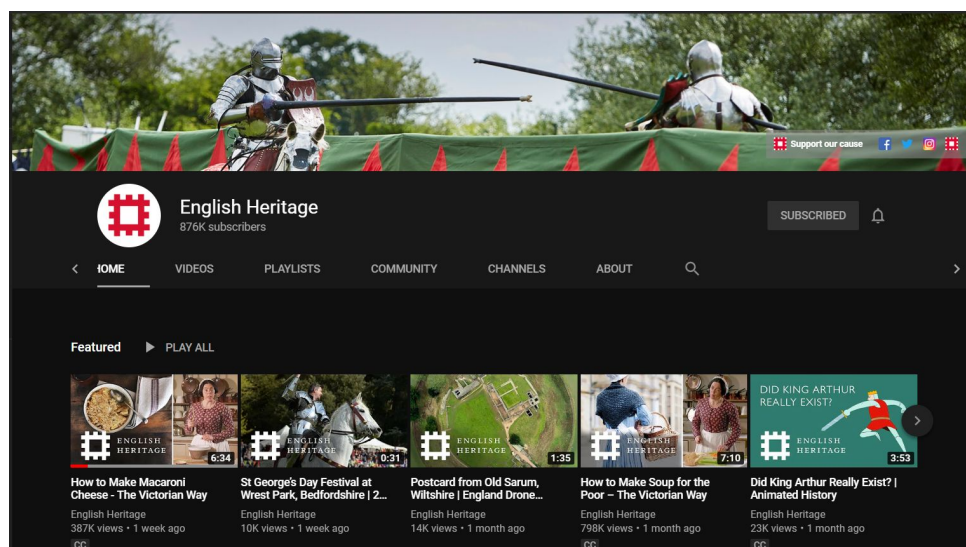 Support our cause
English Heritage
876K subscribers
SUBSCRIBED
HOME VIDEOS PLAYLISTS COMMUNITY CHANNELS ABOUT
Featured PLAY ALL
ENGLISH
HERITAGE
6:34
How to Make Macaroni
Cheese - The Victorian Way
English Heritage
387K views • 1 week ago
CC
ENGLISH
HERITAGE
0:31
St George's Day Festival at
Wrest Park, Bedfordshire | 2...
English Heritage
10K views • 1 week ago
ENGLISH
HERITAGE
1:35
Postcard from Old Sarum,
Wiltshire | England Drone...
English Heritage
14K views • 1 month ago
ENGLISH
HERITAGE
7:10
How to Make Soup for the
Poor – The Victorian Way
English Heritage
798K views • 1 month ago
CC
DID KING ARTHUR
REALLY EXIST?
ENGLISH
HERITAGE
3:53
Did King Arthur Really Exist? |
Animated History
English Heritage
23K views • 1 month ago
CC